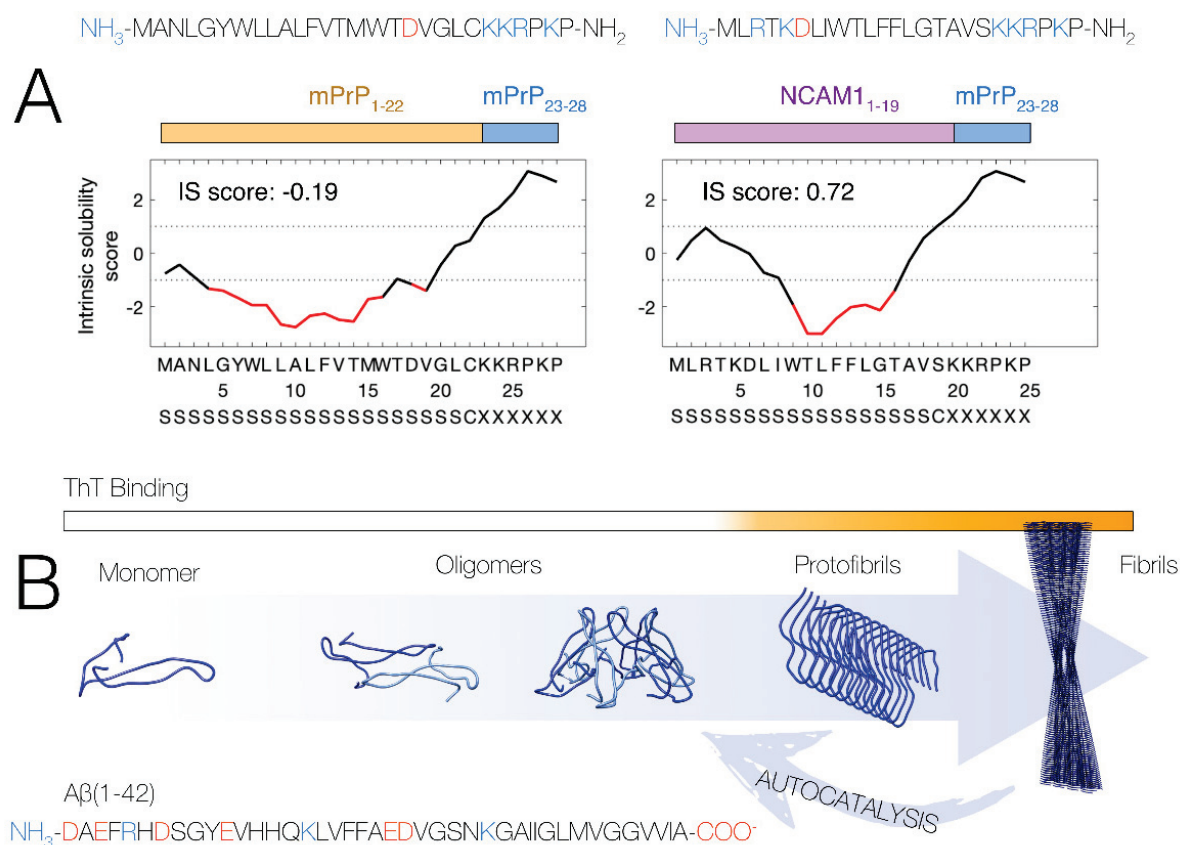 NH₃-MANLGYWLLALFVTMWTDVGLCKKRPKP-NH₂
NH₃-MLRTKDLIWTLFFLGTAVSKKRPKP-NH₂
A
mPrP₁₋₂₂ mPrP₂₃₋₂₈
NCAM1₁₋₁₉ mPrP₂₃₋₂₈
Intrinsic solubility
score
2
0
-2
IS score: -0.19
MANLGYWLLALFVTMWTDVGLCKKRPKP
5 10 15 20 25
SSSSSSSSSSSSSSSSSSSSSCXXXXXX
2
0
-2
IS score: 0.72
MLRTKDLIWTLFFLGTAVSKKRPKP
5 10 15 20 25
SSSSSSSSSSSSSSSSSSCXXXXXX
ThT Binding
B
Monomer Oligomers Protofibrils Fibrils
AUTOCATALYSIS
Aβ(1-42)
NH₃-DAEFRHDSGYEVHHQKLVFFAEDVGSNKGAIIGLMVGGVVIA-COO⁻